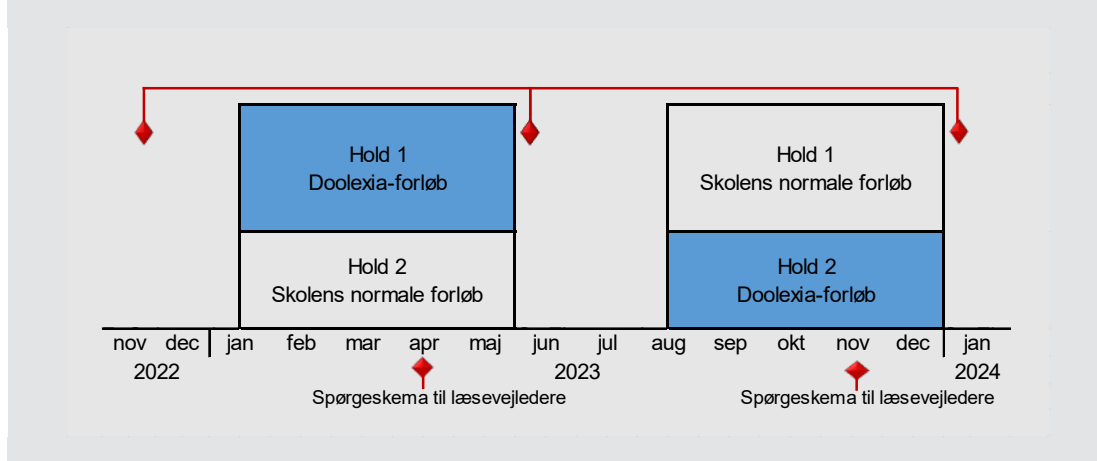 Hold 1
Doolexia-forløb
Hold 1
Skolens normale forløb
Hold 2
Skolens normale forløb
Hold 2
Doolexia-forløb
nov dec jan feb mar apr maj jun jul aug sep okt nov dec jan
2022 2023 2024
Spørgeskema til læsevejledere Spørgeskema til læsevejledere